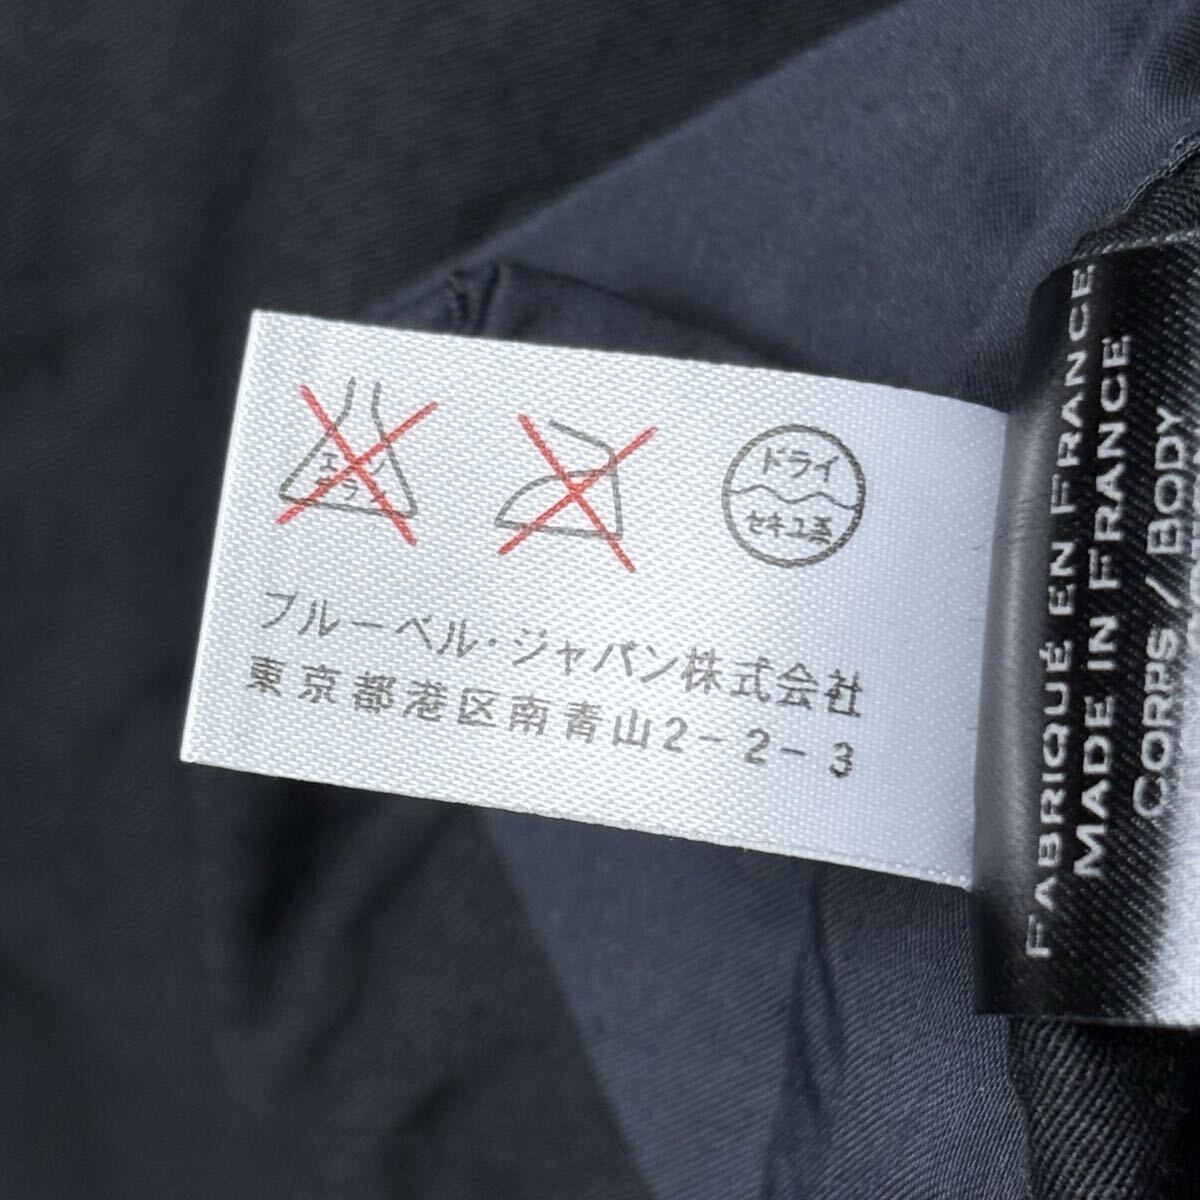 エンソ
サラシ
ドライ
セキユ系
ブルーベル・ジャパン株式会社
東京都港区南青山2-2-3
FABRIQUÉ EN FRANCE
MADE IN FRANCE
CORPS / BODY